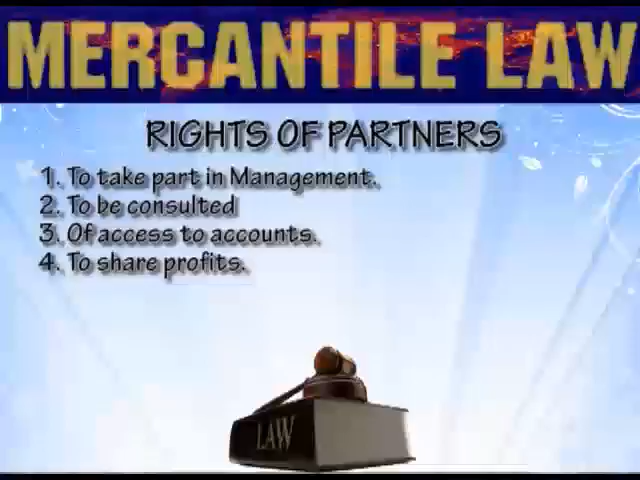 MERCANTILE LAW
RIGHTS OF PARTNERS
1. To take part in Management.
2. To be consulted
3. Of access to accounts.
4. To share profits.
LAW